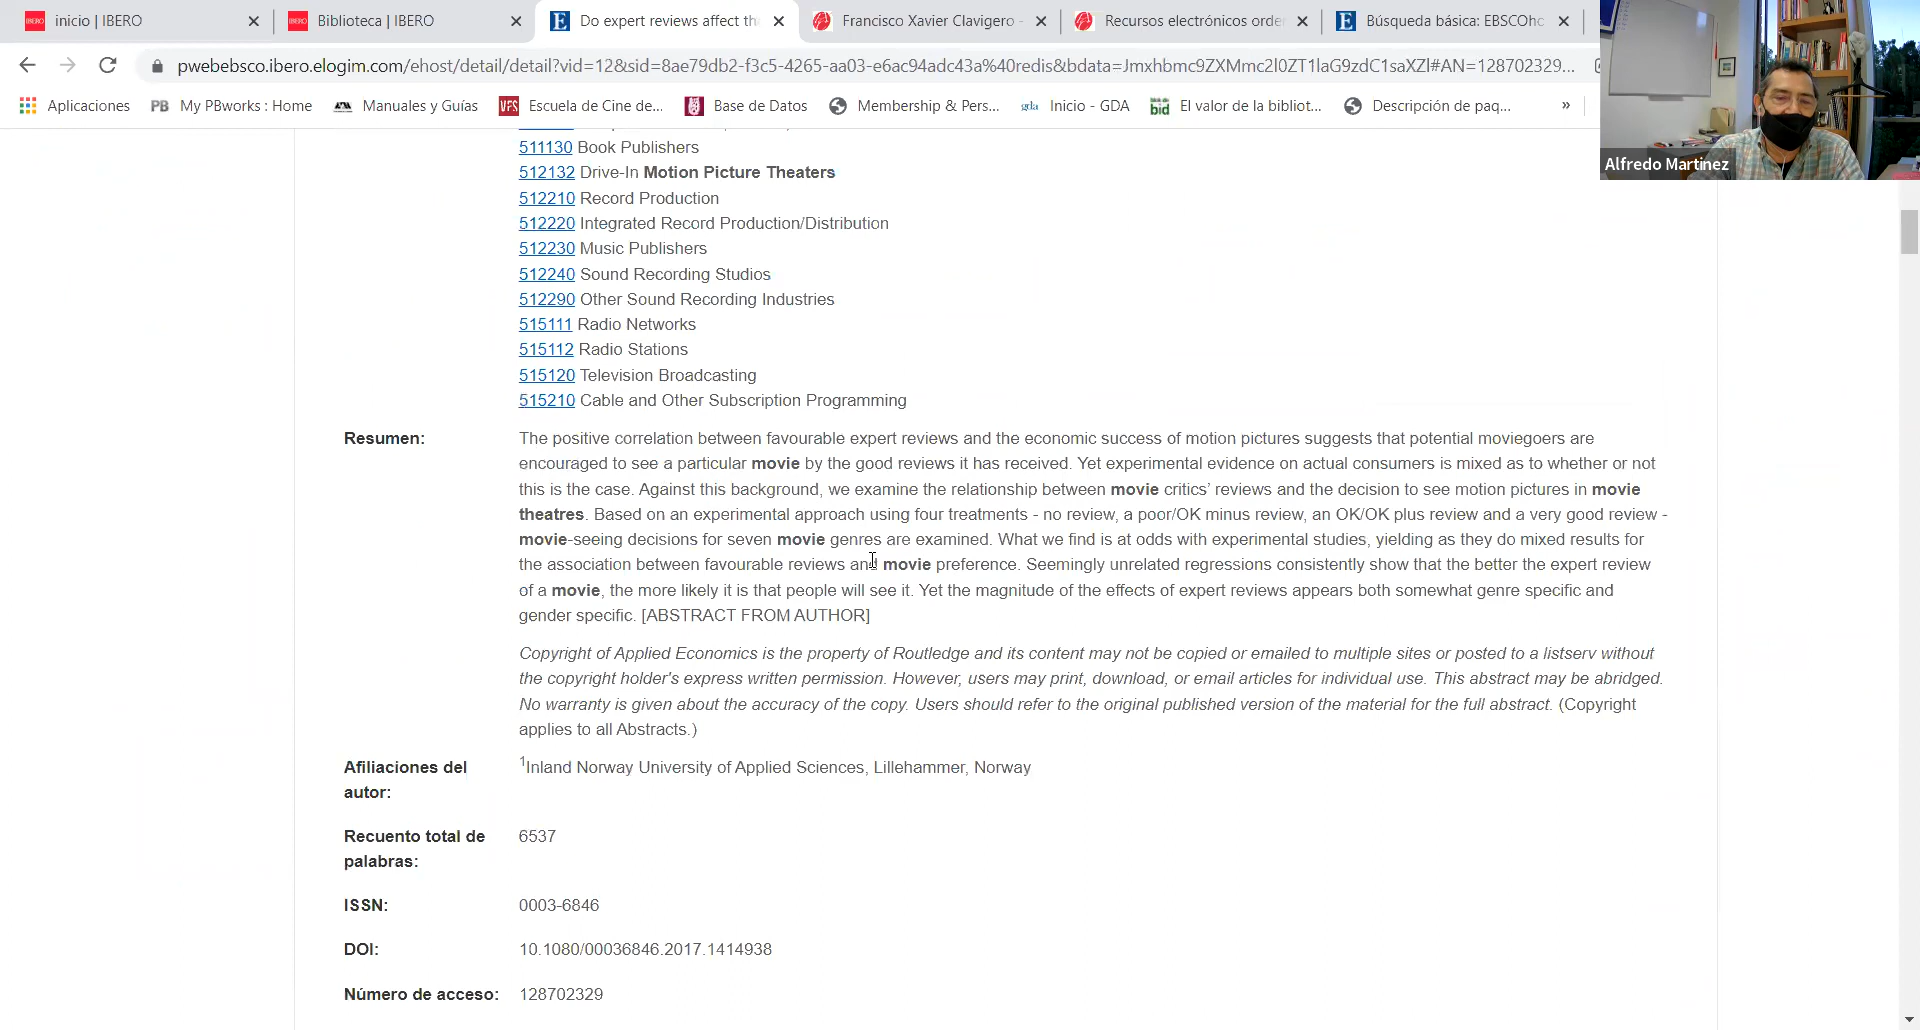 inicio | IBERO
Biblioteca | IBERO
Do expert reviews affect th
Francisco Xavier Clavigero -
Recursos electrónicos orde
Búsqueda básica: EBSCOhc
pwebebsco.ibero.elogim.com/ehost/detail/detail?vid=12&sid=8ae79db2-f3c5-4265-aa03-e6ac94adc43a%40redis&bdata=Jmxhbmc9ZXMmc2l0ZT1laG9zdC1saXZl#AN=128702329...
Aplicaciones
PB My PBworks : Home
Manuales y Guías
VFS Escuela de Cine de...
Base de Datos
Membership & Pers...
gda Inicio - GDA
bid El valor de la bibliot...
Descripción de paq...
»
Alfredo Martinez
511130 Book Publishers
512132 Drive-In Motion Picture Theaters
512210 Record Production
512220 Integrated Record Production/Distribution
512230 Music Publishers
512240 Sound Recording Studios
512290 Other Sound Recording Industries
515111 Radio Networks
515112 Radio Stations
515120 Television Broadcasting
515210 Cable and Other Subscription Programming
Resumen:
The positive correlation between favourable expert reviews and the economic success of motion pictures suggests that potential moviegoers are
encouraged to see a particular movie by the good reviews it has received. Yet experimental evidence on actual consumers is mixed as to whether or not
this is the case. Against this background, we examine the relationship between movie critics' reviews and the decision to see motion pictures in movie
theatres. Based on an experimental approach using four treatments - no review, a poor/OK minus review, an OK/OK plus review and a very good review -
movie-seeing decisions for seven movie genres are examined. What we find is at odds with experimental studies, yielding as they do mixed results for
the association between favourable reviews and movie preference. Seemingly unrelated regressions consistently show that the better the expert review
of a movie, the more likely it is that people will see it. Yet the magnitude of the effects of expert reviews appears both somewhat genre specific and
gender specific. [ABSTRACT FROM AUTHOR]
Copyright of Applied Economics is the property of Routledge and its content may not be copied or emailed to multiple sites or posted to a listserv without
the copyright holder's express written permission. However, users may print, download, or email articles for individual use. This abstract may be abridged.
No warranty is given about the accuracy of the copy. Users should refer to the original published version of the material for the full abstract. (Copyright
applies to all Abstracts.)
Afiliaciones del
autor:
1Inland Norway University of Applied Sciences, Lillehammer, Norway
Recuento total de
palabras:
6537
ISSN:
0003-6846
DOI:
10.1080/00036846.2017.1414938
Número de acceso:
128702329